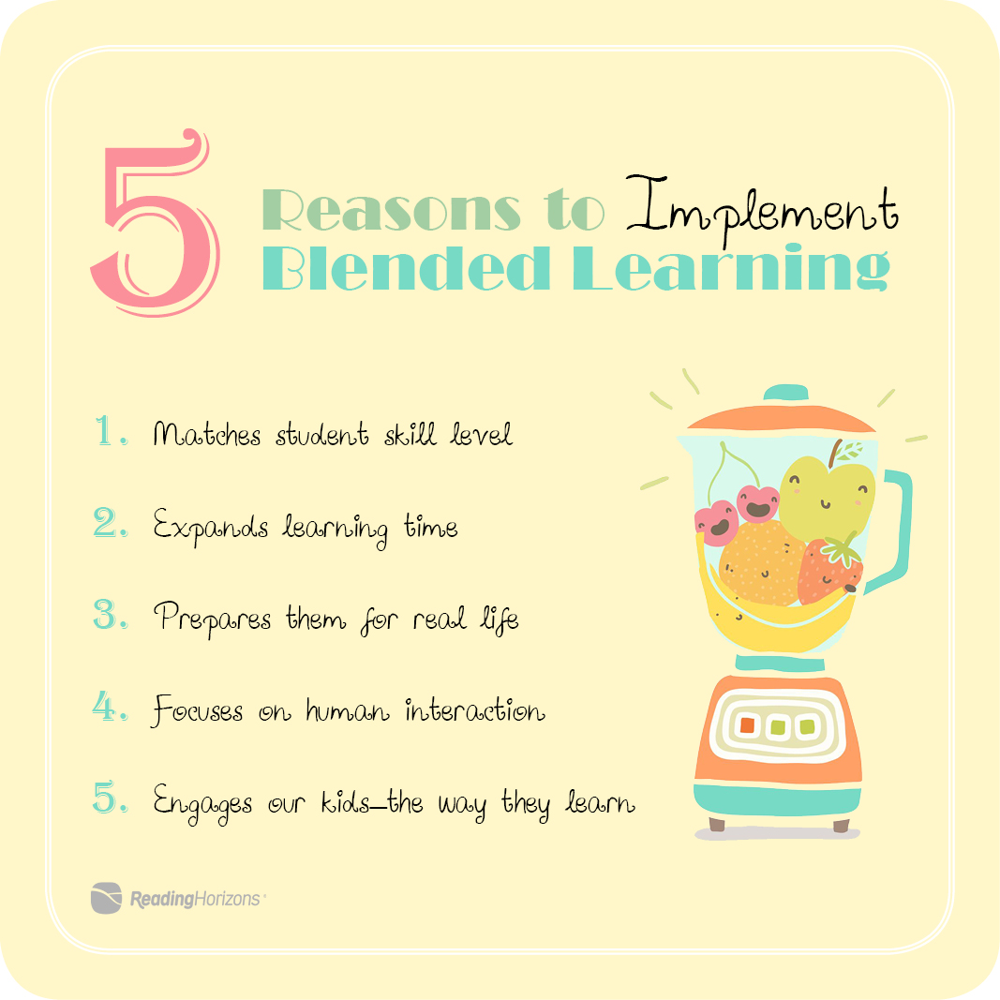 5
Reasons to Implement
Blended Learning
1. Matches student skill level
2. Expands learning time
3. Prepares them for real life
4. Focuses on human interaction
5. Engages our kids—the way they learn
ReadingHorizons